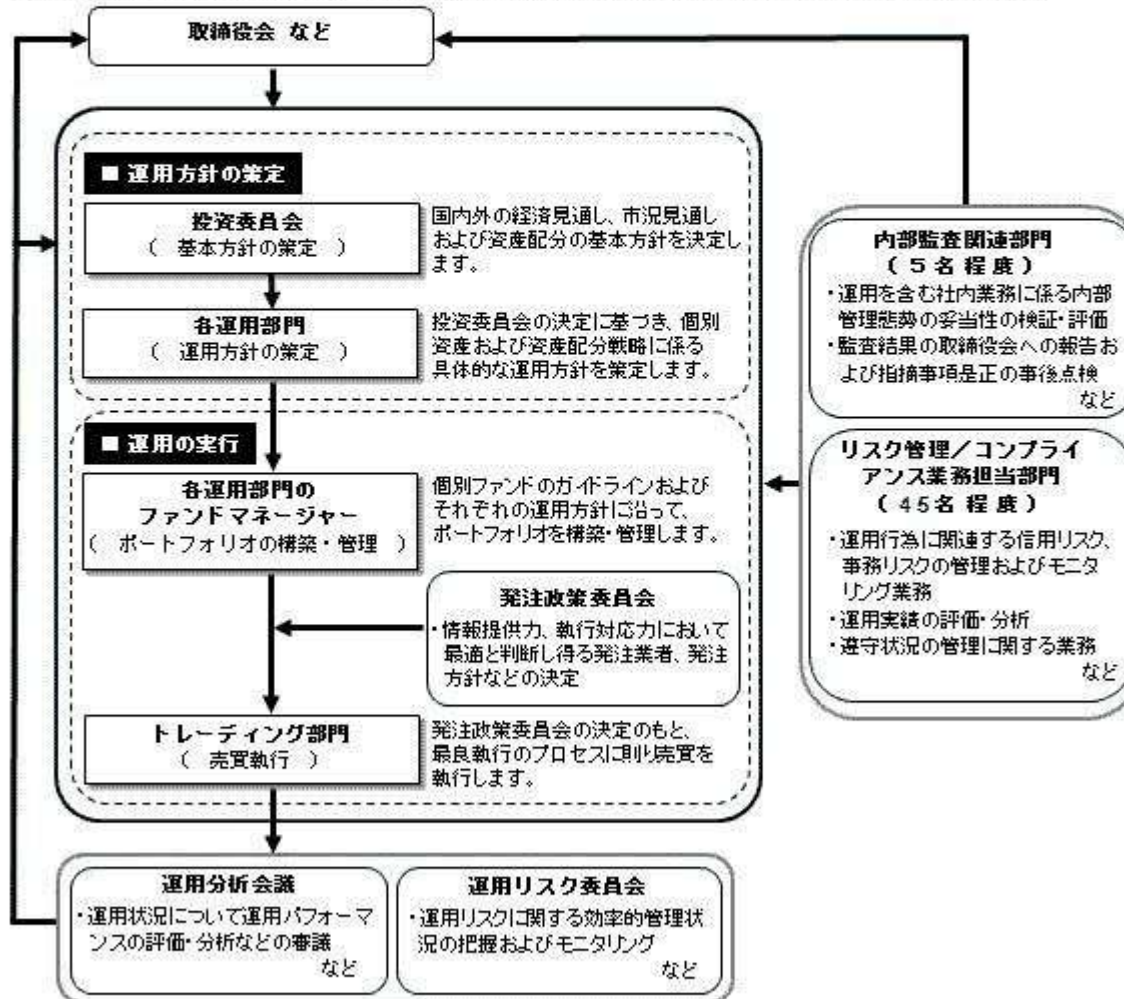 取締役会 など
■ 運用方針の策定
投資委員会
( 基本方針の策定 )
国内外の経済見通し、市況見通し
および資産配分の基本方針を決定し
ます。
各運用部門
( 運用方針の策定 )
投資委員会の決定に基づき、個別
資産および資産配分戦略に係る
具体的な運用方針を策定します。
■ 運用の実行
各運用部門の
ファンドマネージャー
( ポートフォリオの構築・管理 )
個別ファンドのガイドラインおよび
それぞれの運用方針に沿って、
ポートフォリオを構築・管理します。
発注政策委員会
・情報提供力、執行対応力において
最適と判断し得る発注業者、発注
方針などの決定
トレーディング部門
( 売買執行 )
発注政策委員会の決定のもと、
最良執行のプロセスに則り売買を
執行します。
運用分析会議
・運用状況について運用パフォーマ
ンスの評価・分析などの審議
など
運用リスク委員会
・運用リスクに関する効率的管理状
況の把握およびモニタリング
など
内部監査関連部門
( 5名程度 )
・運用を含む社内業務に係る内部
管理態勢の妥当性の検証・評価
・監査結果の取締役会への報告お
よび指摘事項是正の事後点検
など
リスク管理/コンプライ
アンス業務担当部門
( 45名程度 )
・運用行為に関連する信用リスク、
事務リスクの管理およびモニタ
リング業務
・運用実績の評価・分析
・遵守状況の管理に関する業務
など